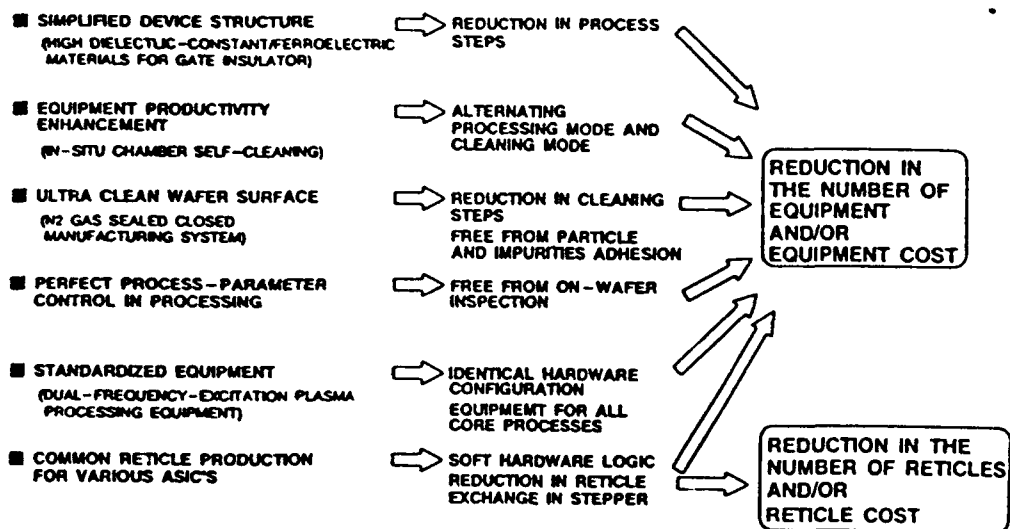 ■ SIMPLIFIED DEVICE STRUCTURE
(HIGH DIELECTLIC-CONSTANT/FERROELECTRIC
MATERIALS FOR GATE INSULATOR)
REDUCTION IN PROCESS
STEPS
■ EQUIPMENT PRODUCTIVITY
ENHANCEMENT
(IN-SITU CHAMBER SELF-CLEANING)
ALTERNATING
PROCESSING MODE AND
CLEANING MODE
■ ULTRA CLEAN WAFER SURFACE
(N2 GAS SEALED CLOSED
MANUFACTURING SYSTEM)
REDUCTION IN CLEANING
STEPS
FREE FROM PARTICLE
AND IMPURITIES ADHESION
■ PERFECT PROCESS-PARAMETER
CONTROL IN PROCESSING
FREE FROM ON-WAFER
INSPECTION
■ STANDARDIZED EQUIPMENT
(DUAL-FREQUENCY-EXCITATION PLASMA
PROCESSING EQUIPMENT)
IDENTICAL HARDWARE
CONFIGURATION
EQUIPMEMT FOR ALL
CORE PROCESSES
■ COMMON RETICLE PRODUCTION
FOR VARIOUS ASIC'S
SOFT HARDWARE LOGIC
REDUCTION IN RETICLE
EXCHANGE IN STEPPER
REDUCTION IN
THE NUMBER OF
EQUIPMENT
AND/OR
EQUIPMENT COST
REDUCTION IN THE
NUMBER OF RETICLES
AND/OR
RETICLE COST